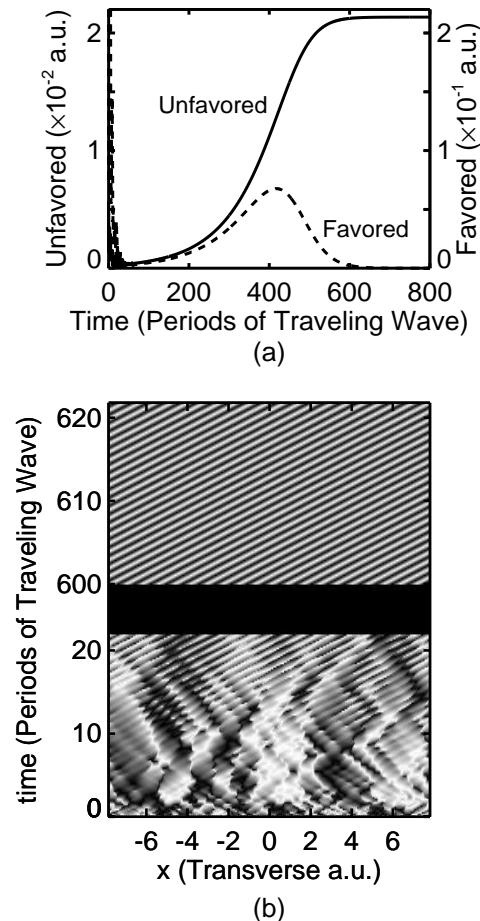 2
1
0
Unfavored (×10⁻² a.u.)
Unfavored
Favored
2
1
0
Favored (×10⁻¹ a.u.)
0 200 400 600 800
Time (Periods of Traveling Wave)
(a)
620
610
600
20
10
0
time (Periods of Traveling Wave)
-6 -4 -2 0 2 4 6
x (Transverse a.u.)
(b)